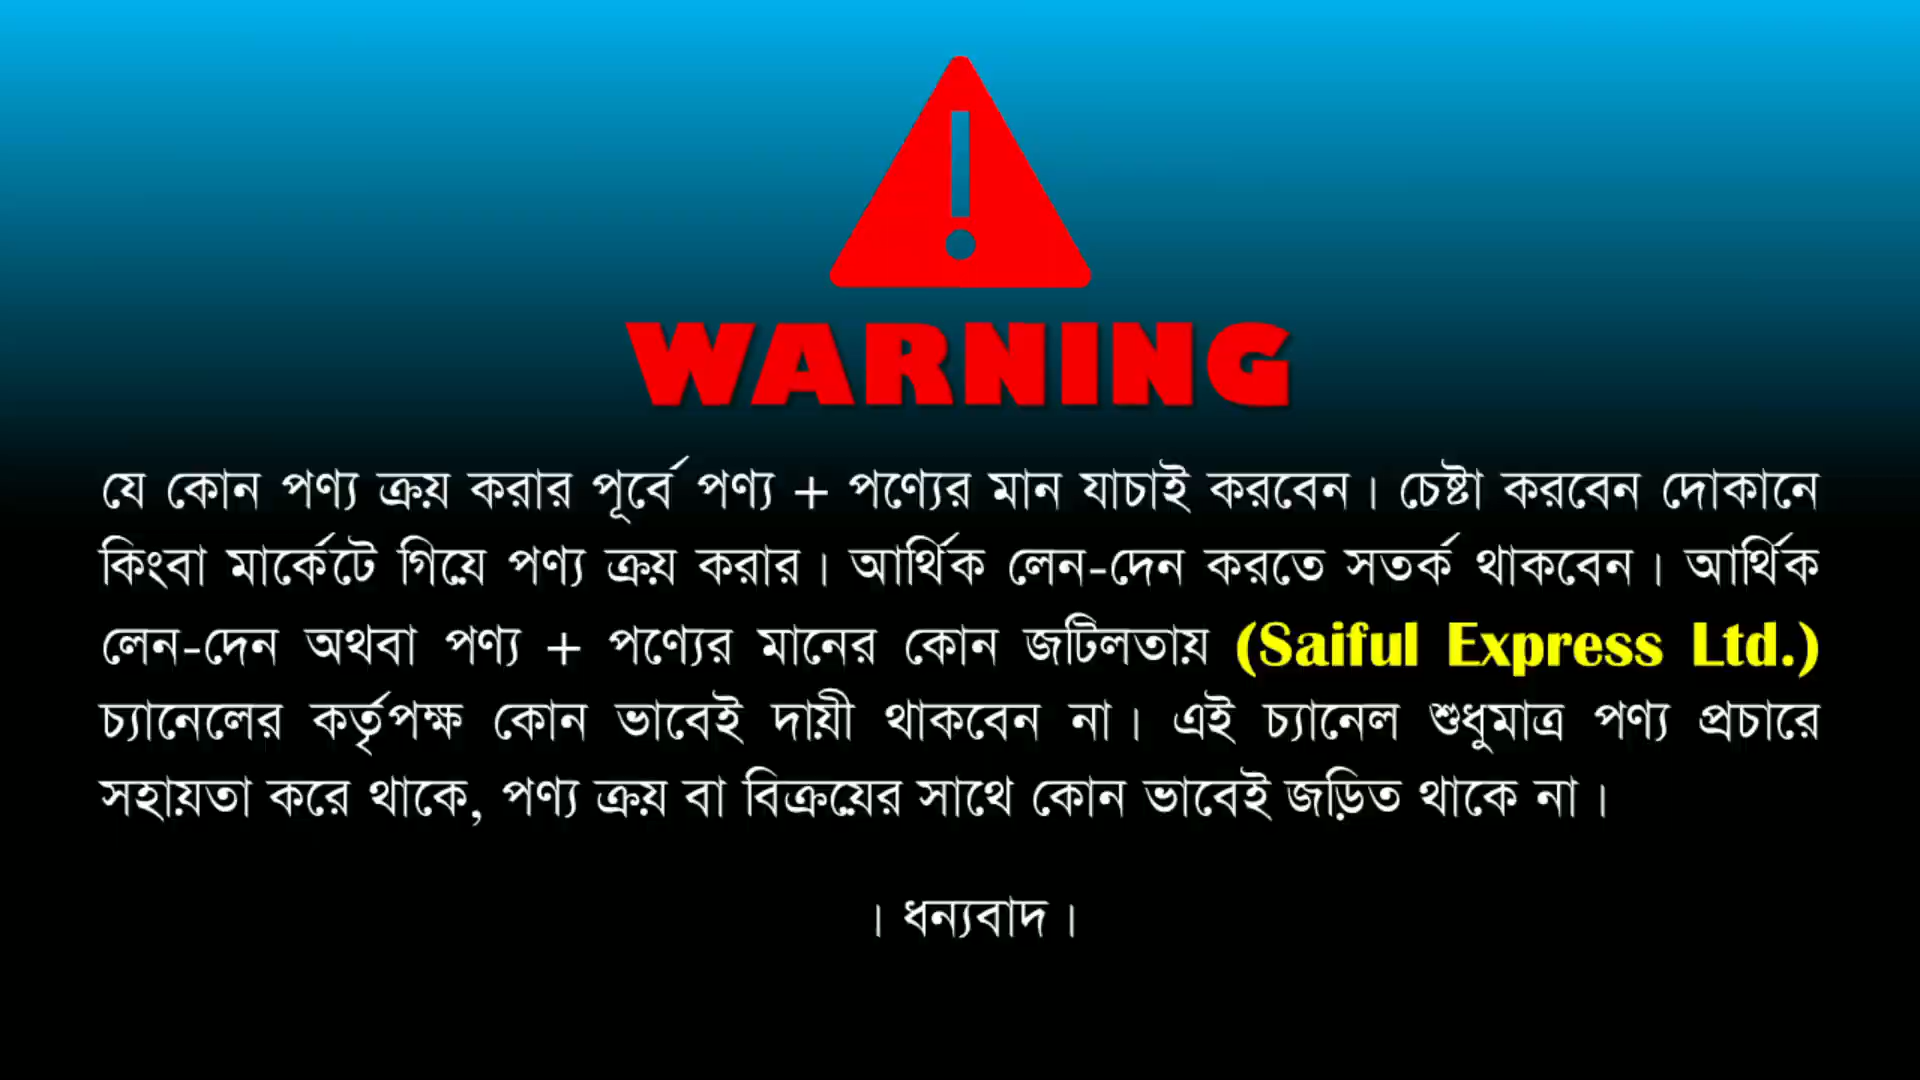 WARNING
যে কোন পণ্য ক্রয় করার পূর্বে পণ্য + পণ্যের মান যাচাই করবেন। চেষ্টা করবেন দোকানে
কিংবা মার্কেটে গিয়ে পণ্য ক্রয় করার। আর্থিক লেন-দেন করতে সতর্ক থাকবেন। আর্থিক
লেন-দেন অথবা পণ্য + পণ্যের মানের কোন জটিলতায় (Saiful Express Ltd.)
চ্যানেলের কর্তৃপক্ষ কোন ভাবেই দায়ী থাকবেন না। এই চ্যানেল শুধুমাত্র পণ্য প্রচারে
সহায়তা করে থাকে, পণ্য ক্রয় বা বিক্রয়ের সাথে কোন ভাবেই জড়িত থাকে না।
। ধন্যবাদ।